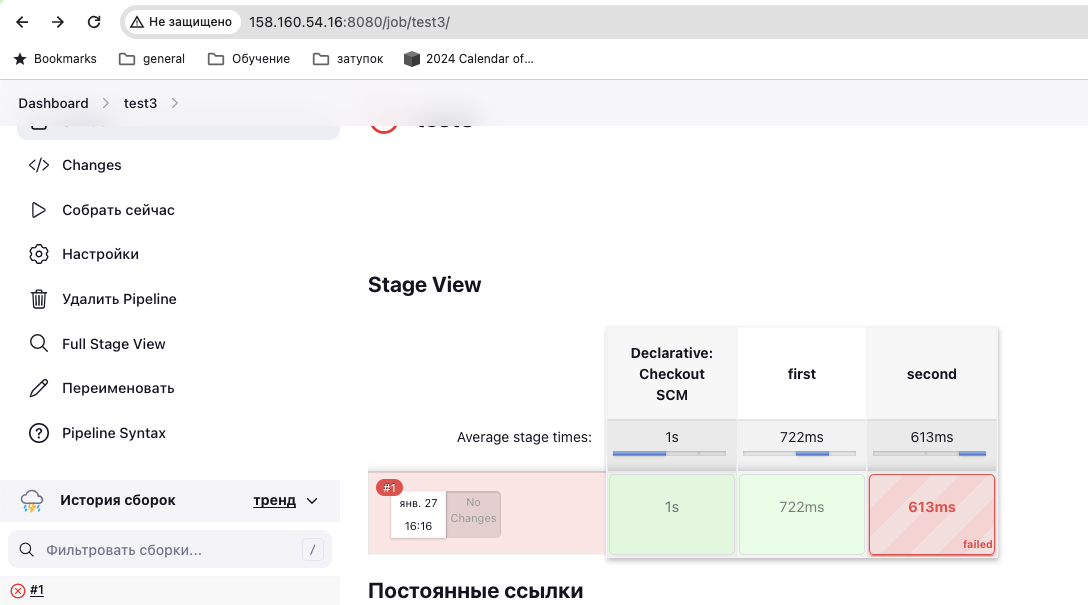 Не защищено
158.160.54.16:8080/job/test3/
Bookmarks
general
Обучение
затупок
2024 Calendar of...
Dashboard
test3
Changes
Собрать сейчас
Настройки
Удалить Pipeline
Full Stage View
Переименовать
Pipeline Syntax
История сборок
тренд
Фильтровать сборки...
/
#1
Stage View
Declarative:
Checkout
SCM
first
second
Average stage times:
1s
722ms
613ms
#1
янв. 27
16:16
No
Changes
1s
722ms
613ms
failed
Постоянные ссылки